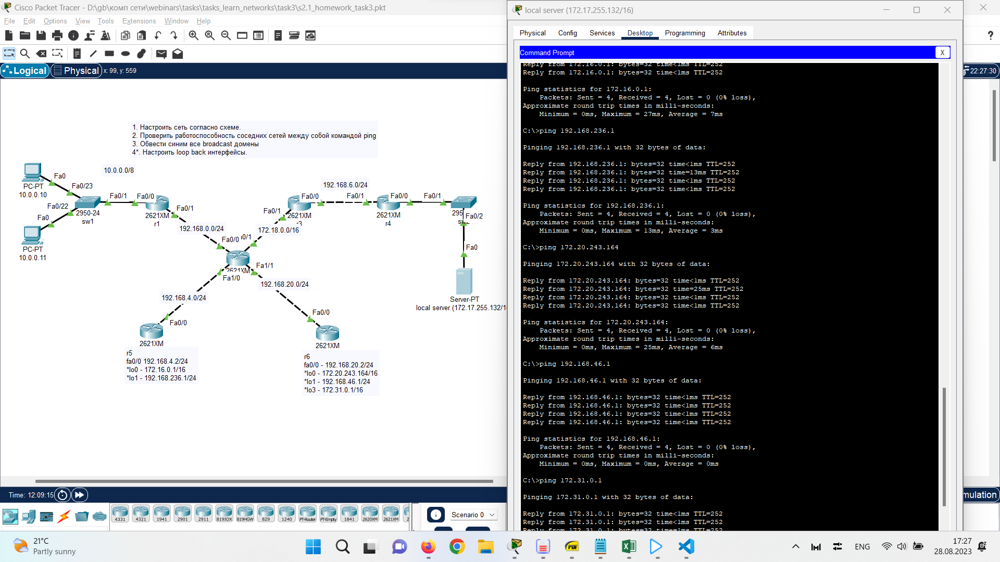 Cisco Packet Tracer - D:\gb\комп сети\webinars\tasks\tasks_learn_networks\task3\s2.1_homework_task3.pkt
File Edit Options View Tools Extensions Window Help
Logical Physical x: 99, y: 559
22:27:30
1. Настроить сеть согласно схеме.
2. Проверить работоспособность соседних сетей между собой командой ping
3. Обвести синим все broadcast домены
4*. Настроить loop back интерфейсы.
10.0.0.0/8
Fa0
PC-PT
10.0.0.10
Fa0/23
Fa0/22
Fa0
PC-PT
10.0.0.11
2950-24
sw1
Fa0/1
Fa0/0
2621XM
r1
Fa0/1
192.168.0.0/24
Fa0/0
2621XM
Fa1/0
Fa1/1
172.18.0.0/16
Fa0/1
Fa0/0
2621XM
192.168.6.0/24
Fa0/1
Fa0/0
2621XM
r4
Fa0/1
Fa0/2
Fa0
Server-PT
local server (172.17.255.132/1
192.168.4.0/24
Fa0/0
2621XM
r5
fa0/0 192.168.4.2/24
*lo0 - 172.16.0.1/16
*lo1 - 192.168.236.1/24
192.168.20.0/24
Fa0/0
2621XM
r6
fa0/0 - 192.168.20.2/24
*lo0 - 172.20.243.164/16
*lo1 - 192.168.46.1/24
*lo3 - 172.31.0.1/16
Time: 12:09:15
mulation
4331 4321 1941 2901 2911 819IOX 819HGW 829 1240 PT-Router PT-Empty 1841 2620XM 2621XM
Scenario 0
local server (172.17.255.132/16)
Physical Config Services Desktop Programming Attributes
Command Prompt
X
Reply from 172.16.0.1: bytes=32 time<1ms TTL=252
Reply from 172.16.0.1: bytes=32 time<1ms TTL=252
Ping statistics for 172.16.0.1:
Packets: Sent = 4, Received = 4, Lost = 0 (0% loss),
Approximate round trip times in milli-seconds:
Minimum = 0ms, Maximum = 27ms, Average = 7ms
C:\>ping 192.168.236.1
Pinging 192.168.236.1 with 32 bytes of data:
Reply from 192.168.236.1: bytes=32 time<1ms TTL=252
Reply from 192.168.236.1: bytes=32 time=13ms TTL=252
Reply from 192.168.236.1: bytes=32 time<1ms TTL=252
Reply from 192.168.236.1: bytes=32 time<1ms TTL=252
Ping statistics for 192.168.236.1:
Packets: Sent = 4, Received = 4, Lost = 0 (0% loss),
Approximate round trip times in milli-seconds:
Minimum = 0ms, Maximum = 13ms, Average = 3ms
C:\>ping 172.20.243.164
Pinging 172.20.243.164 with 32 bytes of data:
Reply from 172.20.243.164: bytes=32 time<1ms TTL=252
Reply from 172.20.243.164: bytes=32 time=25ms TTL=252
Reply from 172.20.243.164: bytes=32 time<1ms TTL=252
Reply from 172.20.243.164: bytes=32 time<1ms TTL=252
Ping statistics for 172.20.243.164:
Packets: Sent = 4, Received = 4, Lost = 0 (0% loss),
Approximate round trip times in milli-seconds:
Minimum = 0ms, Maximum = 25ms, Average = 6ms
C:\>ping 192.168.46.1
Pinging 192.168.46.1 with 32 bytes of data:
Reply from 192.168.46.1: bytes=32 time<1ms TTL=252
Reply from 192.168.46.1: bytes=32 time<1ms TTL=252
Reply from 192.168.46.1: bytes=32 time<1ms TTL=252
Reply from 192.168.46.1: bytes=32 time<1ms TTL=252
Ping statistics for 192.168.46.1:
Packets: Sent = 4, Received = 4, Lost = 0 (0% loss),
Approximate round trip times in milli-seconds:
Minimum = 0ms, Maximum = 0ms, Average = 0ms
C:\>ping 172.31.0.1
Pinging 172.31.0.1 with 32 bytes of data:
Reply from 172.31.0.1: bytes=32 time<1ms TTL=252
Reply from 172.31.0.1: bytes=32 time<1ms TTL=252
Reply from 172.31.0.1: bytes=32 time=1ms TTL=252
21°C
Partly sunny
PDF
ENG
17:27
28.08.2023